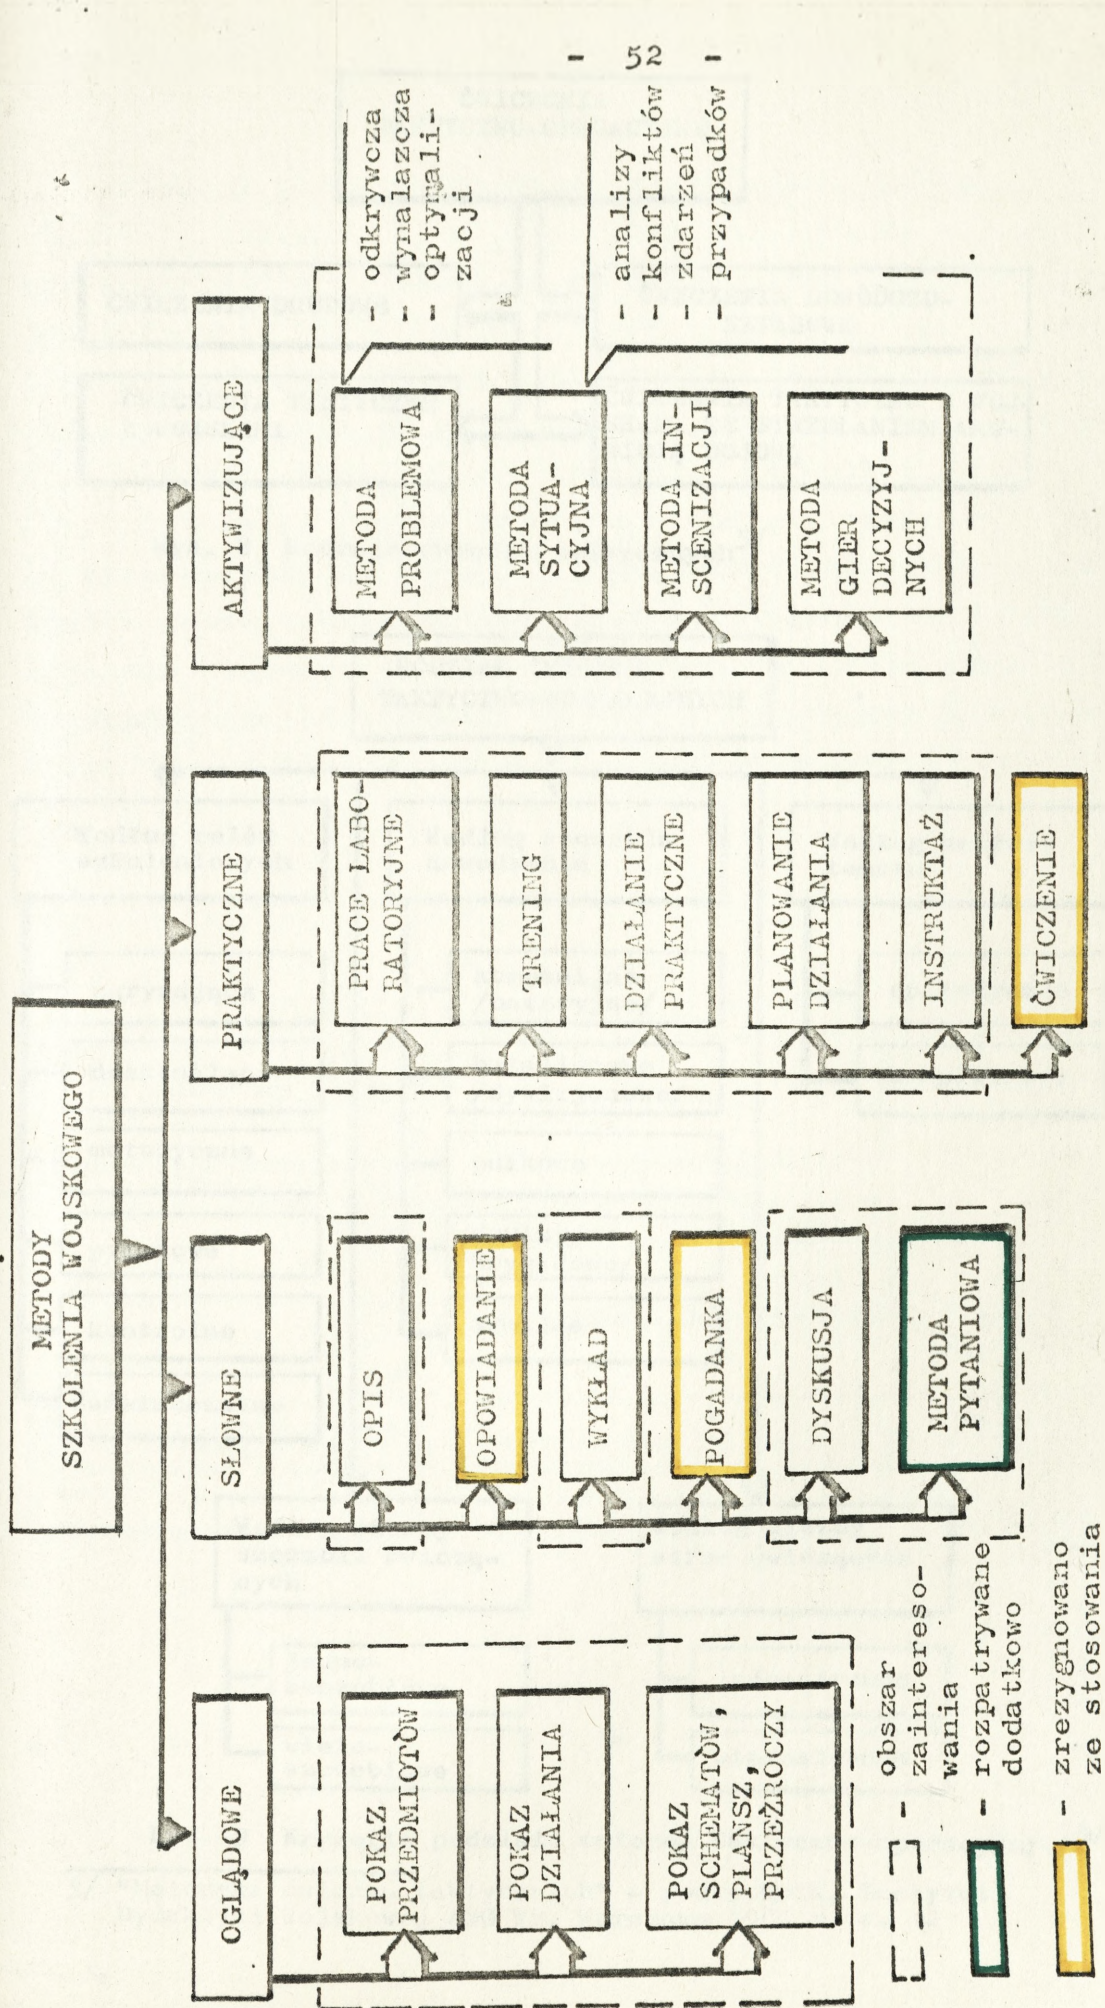 - 52 -
METODY
SZKOLENIA WOJSKOWEGO
OGLĄDOWE
POKAZ
PRZEDMIOTÓW
POKAZ
DZIAŁANIA
POKAZ
SCHEMATÓW,
PLANSZ,
PRZEŹROCZY
SŁOWNE
OPIS
OPOWIADANIE
WYKŁAD
POGADANKA
DYSKUSJA
METODA
PYTANIOWA
PRAKTYCZNE
PRACE LABO-
RATORYJNE
TRENING
DZIAŁANIE
PRAKTYCZNE
PLANOWANIE
DZIAŁANIA
INSTRUKTAŻ
ĆWICZENIE
AKTYWIZUJĄCE
METODA
PROBLEMOWA
METODA
SYTUA-
CYJNA
METODA IN-
SCENIZACJI
METODA
GIER
DECYZYJ-
NYCH
- odkrywcza
- wynalazcza
- optymali-
zacji
- analizy
- konfliktów
- zdarzeń
- przypadków
- obszar
zaintereso-
wania
- rozpatrywane
dodatkowo
- zrezygnowano
ze stosowania